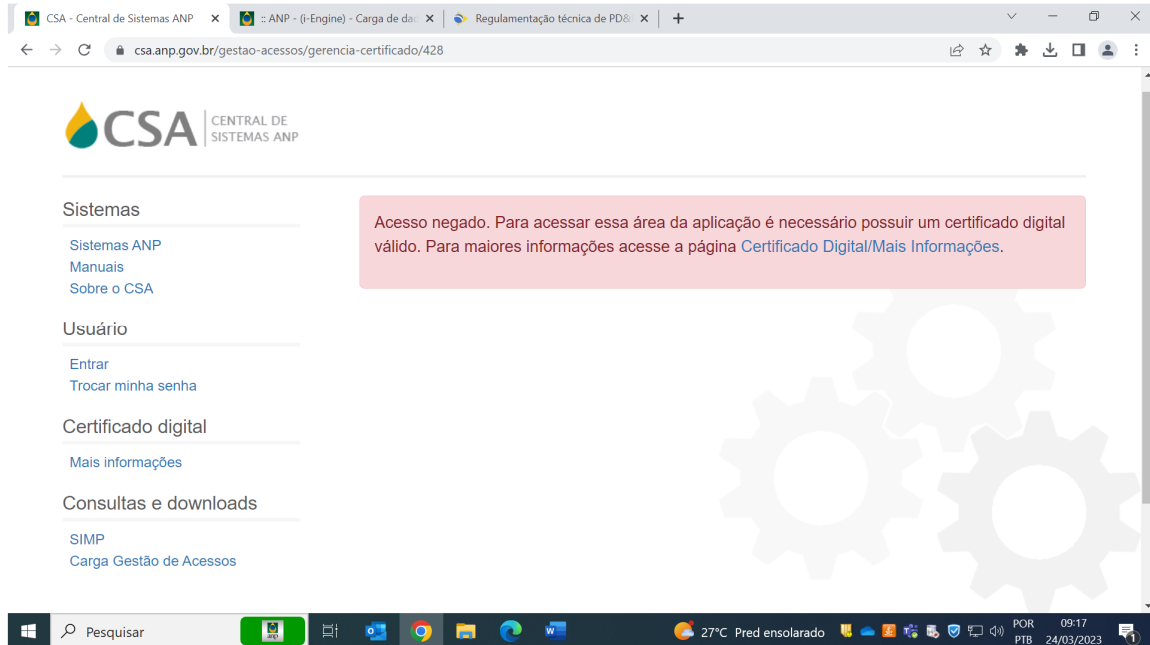 CSA - Central de Sistemas ANP
:: ANP - (i-Engine) - Carga de dad
Regulamentação técnica de PD&
csa.anp.gov.br/gestao-acessos/gerencia-certificado/428
CSA CENTRAL DE
SISTEMAS ANP
Sistemas
Sistemas ANP
Manuais
Sobre o CSA
Usuário
Entrar
Trocar minha senha
Certificado digital
Mais informações
Consultas e downloads
SIMP
Carga Gestão de Acessos
Acesso negado. Para acessar essa área da aplicação é necessário possuir um certificado digital
válido. Para maiores informações acesse a página Certificado Digital/Mais Informações.
Pesquisar
anp
27°C Pred ensolarado
POR
PTB
09:17
24/03/2023
1